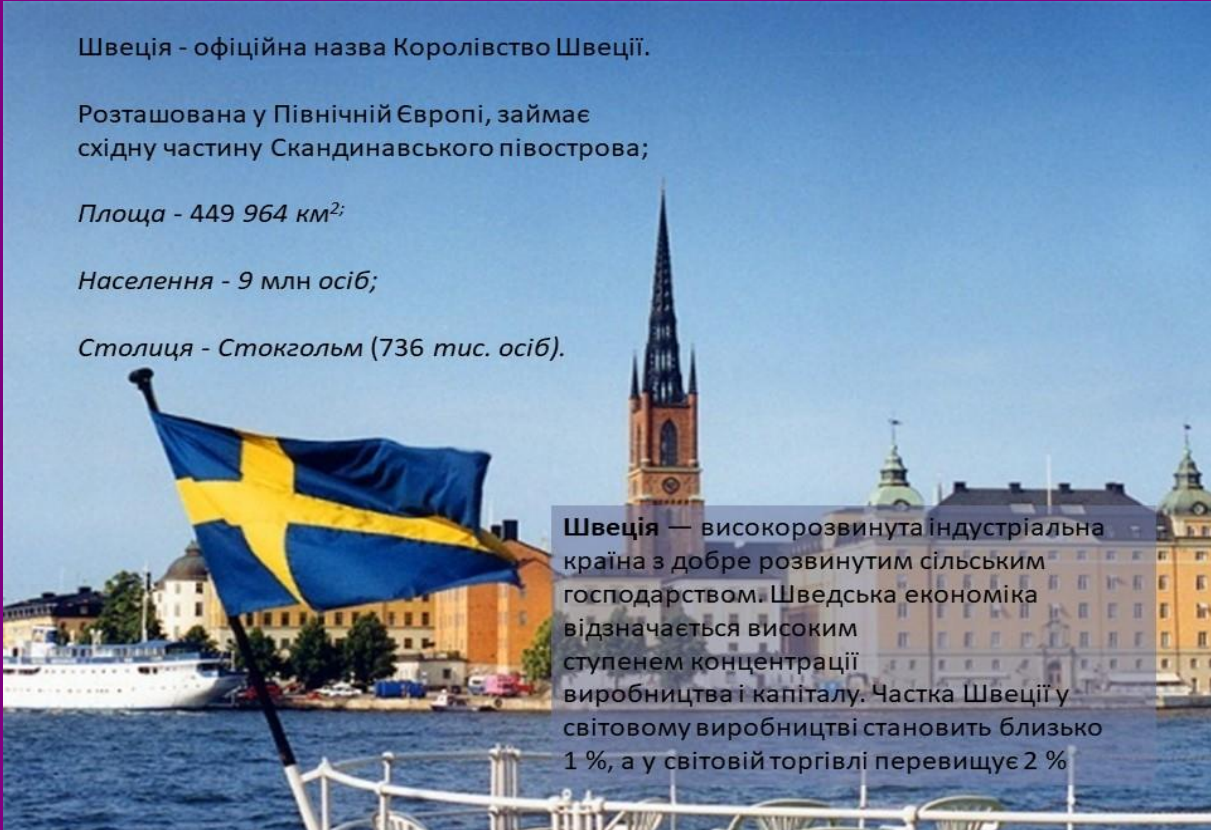 Швеція - офіційна назва Королівство Швеції.
Розташована у Північній Європі, займає
східну частину Скандинавського півострова;
Площа - 449 964 км²;
Населення - 9 млн осіб;
Столиця - Стокгольм (736 тис. осіб).
Швеція — високорозвинута індустріальна
країна з добре розвинутим сільським
господарством. Шведська економіка
відзначається високим
ступенем концентрації
виробництва і капіталу. Частка Швеції у
світовому виробництві становить близько
1 %, а у світовій торгівлі перевищує 2 %